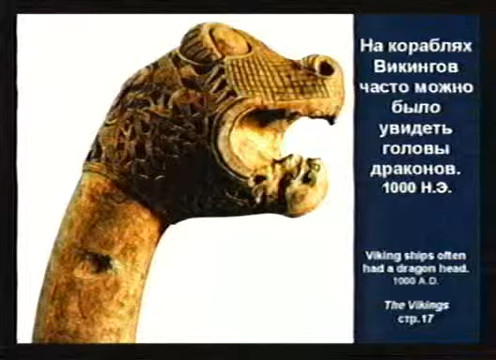 На кораблях
Викингов
часто можно
было
увидеть
головы
драконов.
1000 Н.Э.
Viking ships often
had a dragon head.
1000 A.D.
The Vikings
стр.17